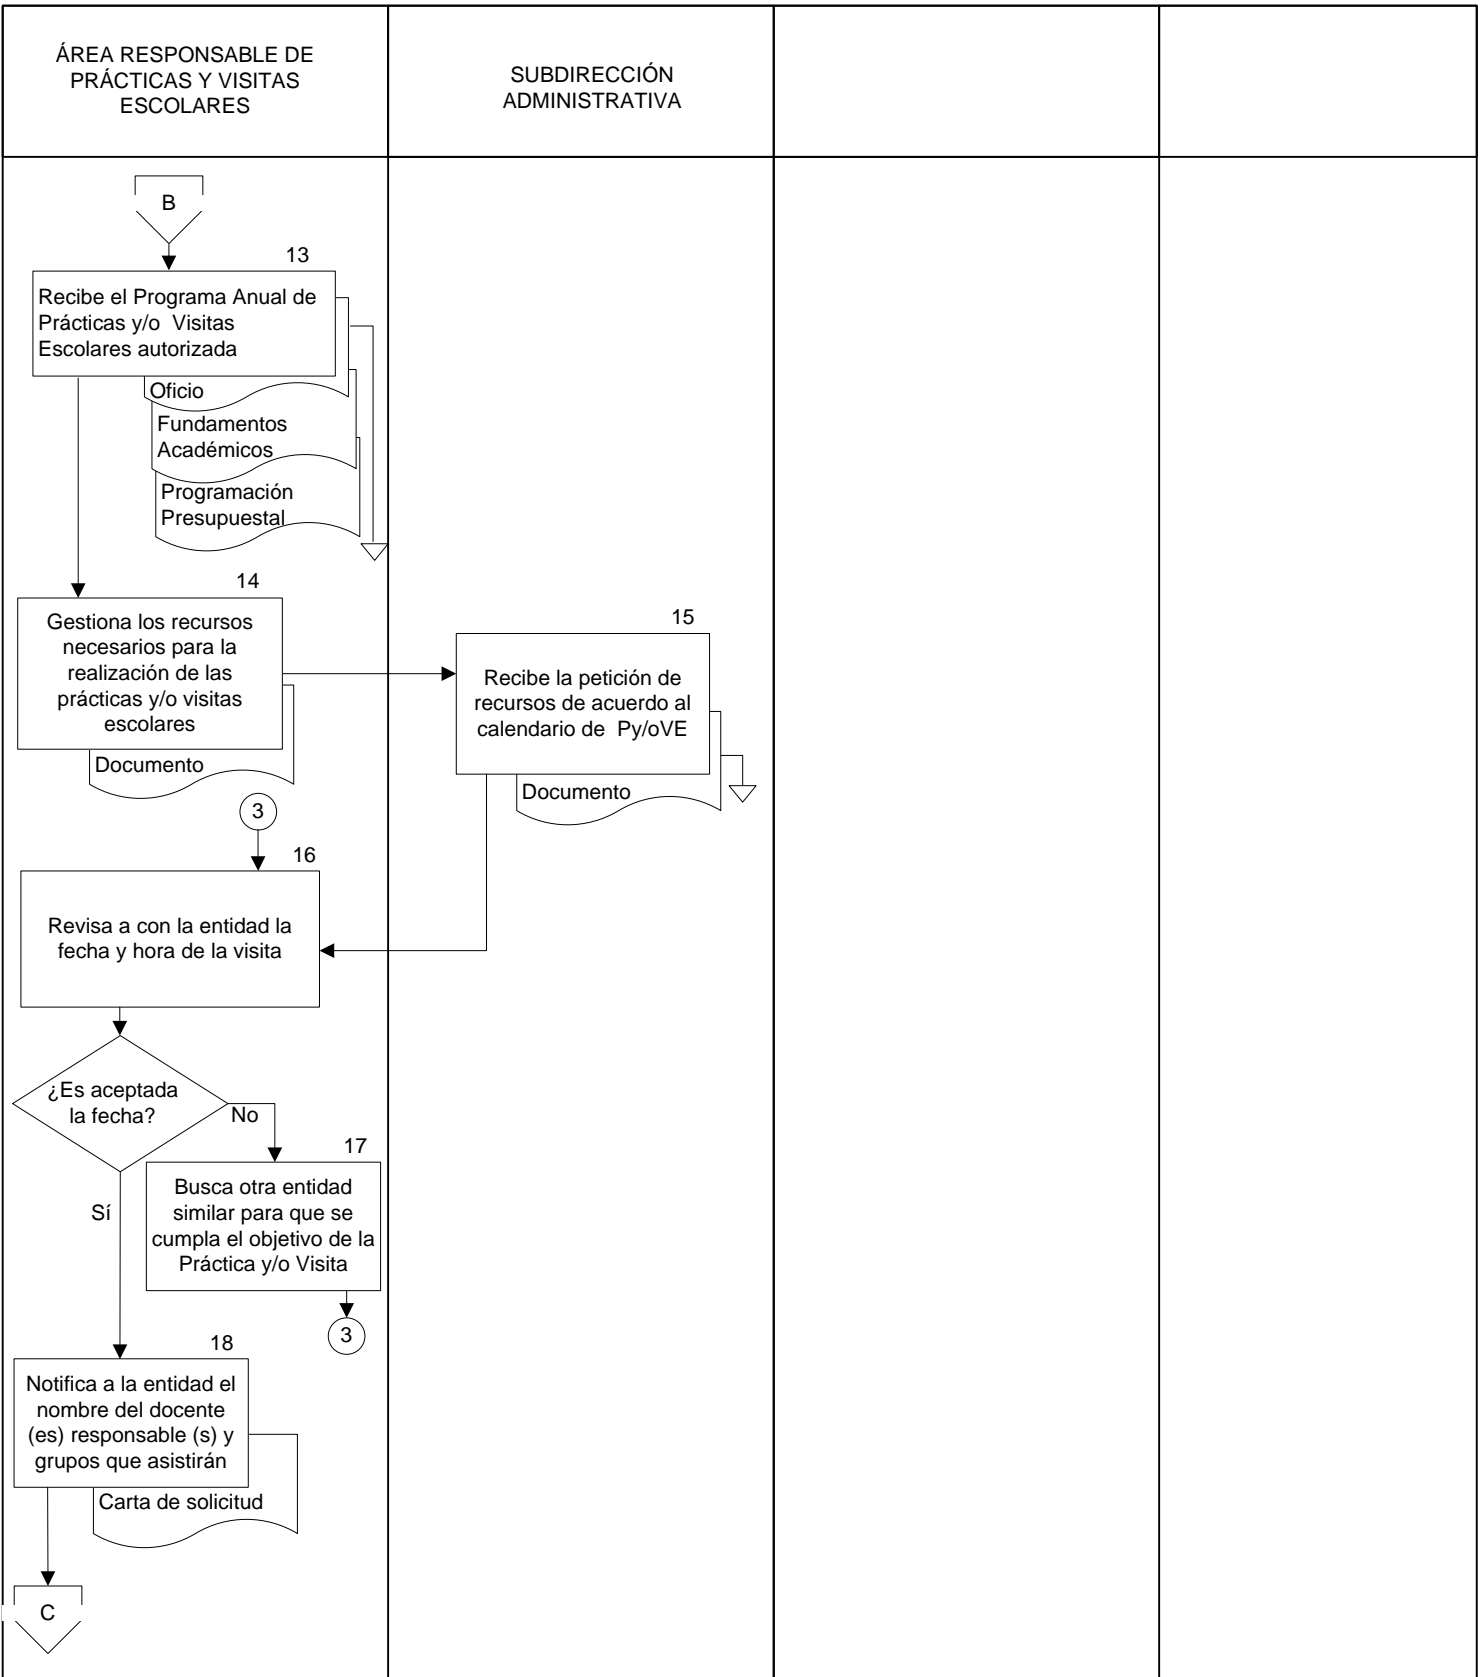 ÁREA RESPONSABLE DE
PRÁCTICAS Y VISITAS
ESCOLARES
SUBDIRECCIÓN
ADMINISTRATIVA
B
13
Recibe el Programa Anual de
Prácticas y/o Visitas
Escolares autorizada
Oficio
Fundamentos
Académicos
Programación
Presupuestal
14
Gestiona los recursos
necesarios para la
realización de las
prácticas y/o visitas
escolares
Documento
15
Recibe la petición de
recursos de acuerdo al
calendario de Py/oVE
Documento
3
16
Revisa a con la entidad la
fecha y hora de la visita
¿Es aceptada
la fecha?
No
Sí
17
Busca otra entidad
similar para que se
cumpla el objetivo de la
Práctica y/o Visita
3
18
Notifica a la entidad el
nombre del docente
(es) responsable (s) y
grupos que asistirán
Carta de solicitud
C